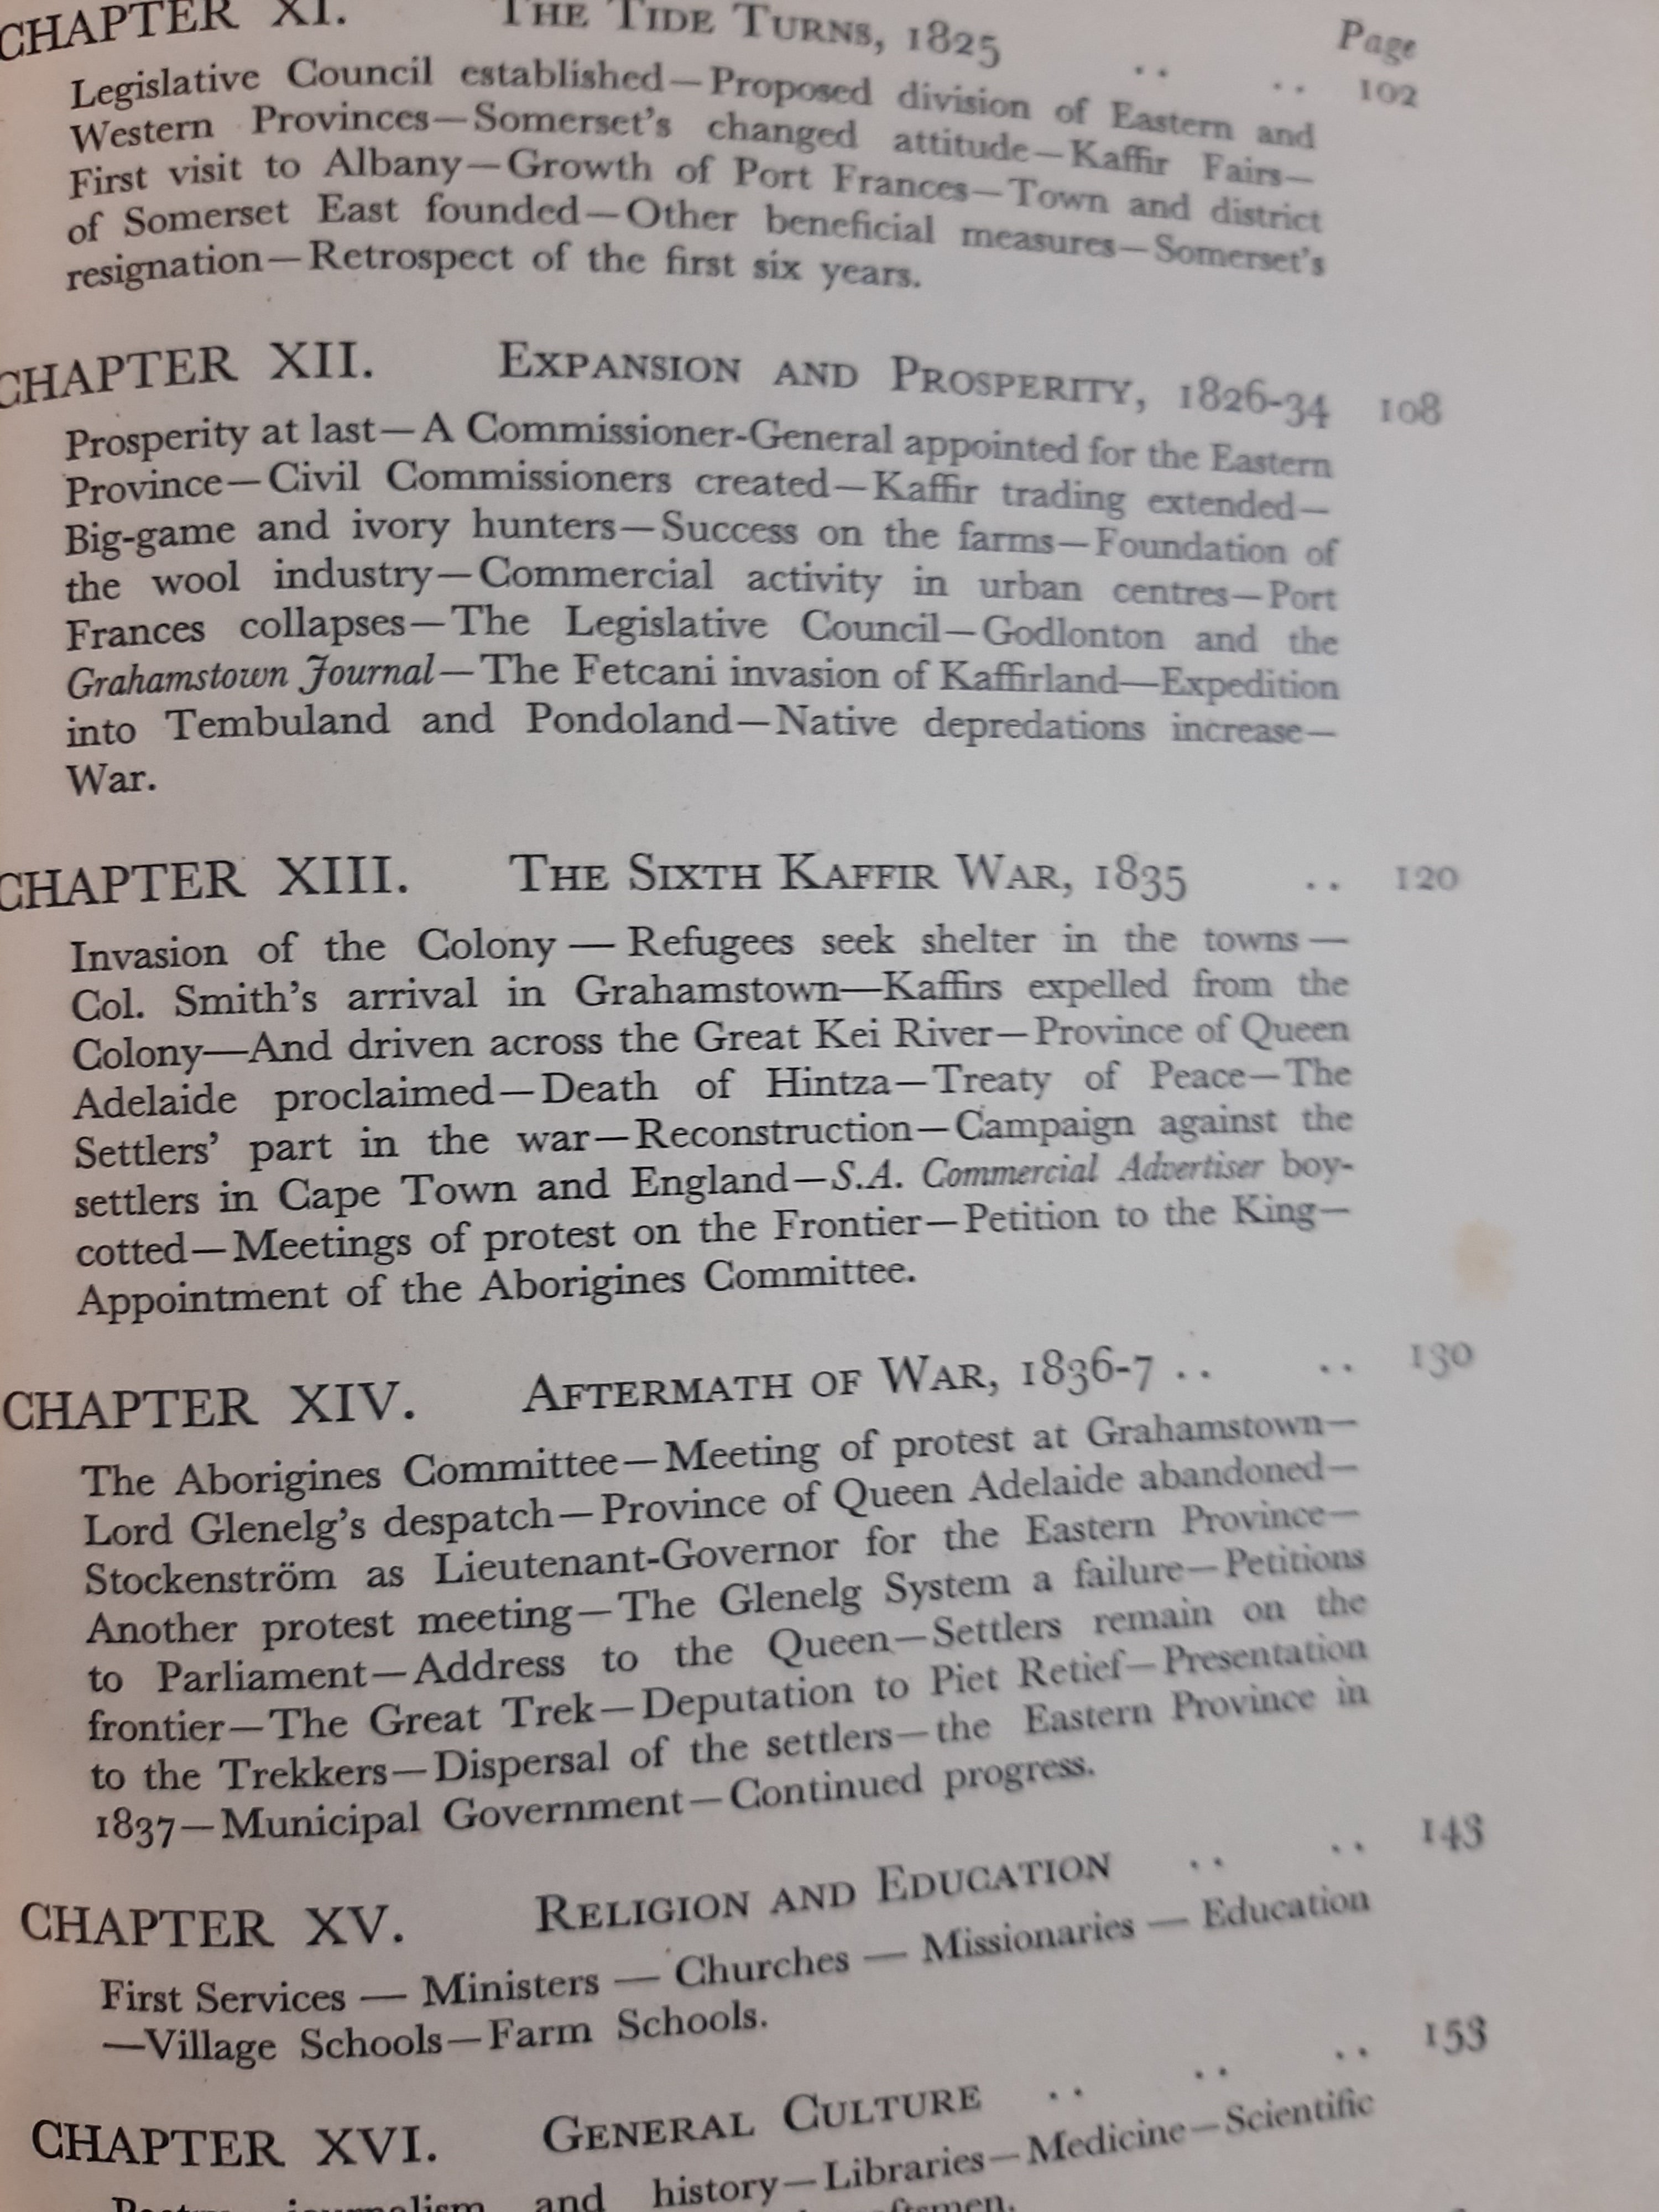 CHAPTER XI. THE TIDE TURNS, 1825 .. .. 102
Page
Legislative Council established—Proposed division of Eastern and
Western Provinces—Somerset's changed attitude—Kaffir Fairs—
First visit to Albany—Growth of Port Frances—Town and district
of Somerset East founded—Other beneficial measures—Somerset's
resignation—Retrospect of the first six years.
CHAPTER XII. EXPANSION AND PROSPERITY, 1826-34 108
Prosperity at last—A Commissioner-General appointed for the Eastern
Province—Civil Commissioners created—Kaffir trading extended—
Big-game and ivory hunters—Success on the farms—Foundation of
the wool industry—Commercial activity in urban centres—Port
Frances collapses—The Legislative Council—Godlonton and the
Grahamstown Journal—The Fetcani invasion of Kaffirland—Expedition
into Tembuland and Pondoland—Native depredations increase—
War.
CHAPTER XIII. THE SIXTH KAFFIR WAR, 1835 .. 120
Invasion of the Colony — Refugees seek shelter in the towns —
Col. Smith's arrival in Grahamstown—Kaffirs expelled from the
Colony—And driven across the Great Kei River—Province of Queen
Adelaide proclaimed—Death of Hintza—Treaty of Peace—The
Settlers' part in the war—Reconstruction—Campaign against the
settlers in Cape Town and England—S.A. Commercial Advertiser boy-
cotted—Meetings of protest on the Frontier—Petition to the King—
Appointment of the Aborigines Committee.
CHAPTER XIV. AFTERMATH OF WAR, 1836-7 .. .. 130
The Aborigines Committee—Meeting of protest at Grahamstown—
Lord Glenelg's despatch—Province of Queen Adelaide abandoned—
Stockenström as Lieutenant-Governor for the Eastern Province—
Another protest meeting—The Glenelg System a failure—Petitions
to Parliament—Address to the Queen—Settlers remain on the
frontier—The Great Trek—Deputation to Piet Retief—Presentation
to the Trekkers—Dispersal of the settlers—the Eastern Province in
1837—Municipal Government—Continued progress.
CHAPTER XV. RELIGION AND EDUCATION .. .. 143
First Services — Ministers — Churches — Missionaries — Education
—Village Schools—Farm Schools.
CHAPTER XVI. GENERAL CULTURE .. .. .. 153
and history—Libraries—Medicine—Scientific